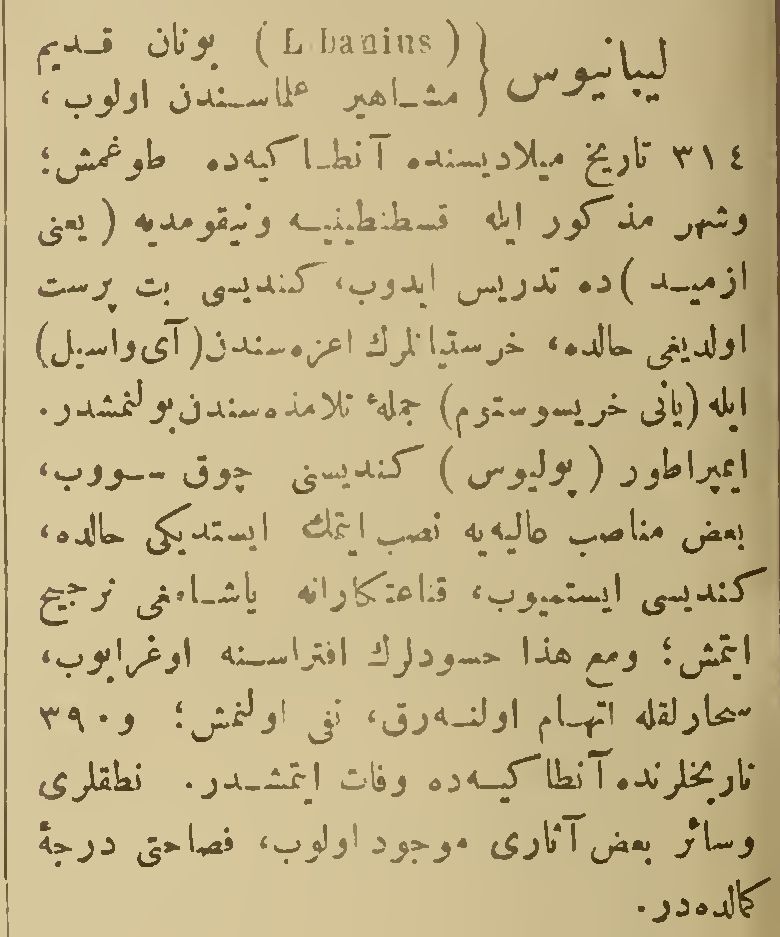 ليبانيوس { (Libanius) يونان قديم
مشاهير علماسندن اولوب،
٣١٤ تاريخ ميلاديسنده آنطاكيه‌ده طوغمش؛
وشهر مذكور ايله قسطنطينيه ونيقومديه (يعنى
ازميد)ده تدريس ايدوب، كنديسى بت پرست
اولديغى حالده، خرستيانلرك اعزه‌سندن (آى واسيل)
ايله (يانى خريسوستوم) جملۀ تلامذه‌سندن بولنمشدر.
ايمپراطور (يوليوس) كنديسنى چوق سووب،
بعض مناصب عاليه‌يه نصب ايتمك ايستديكى حالده،
كنديسى ايستميوب، قناعتكارانه ياشامغى ترجيح
ايتمش؛ ومع هذا حسودلرك افتراسنه اوغرايوب،
سحارلقله اتهام اولنه‌رق، نفى اولنمش؛ و ٣٩٠
تاريخلرنده آنطاكيه‌ده وفات ايتمشدر. نطقلرى
وسائر بعض آثارى موجود اولوب، فصاحتى درجۀ
كمالده‌در.